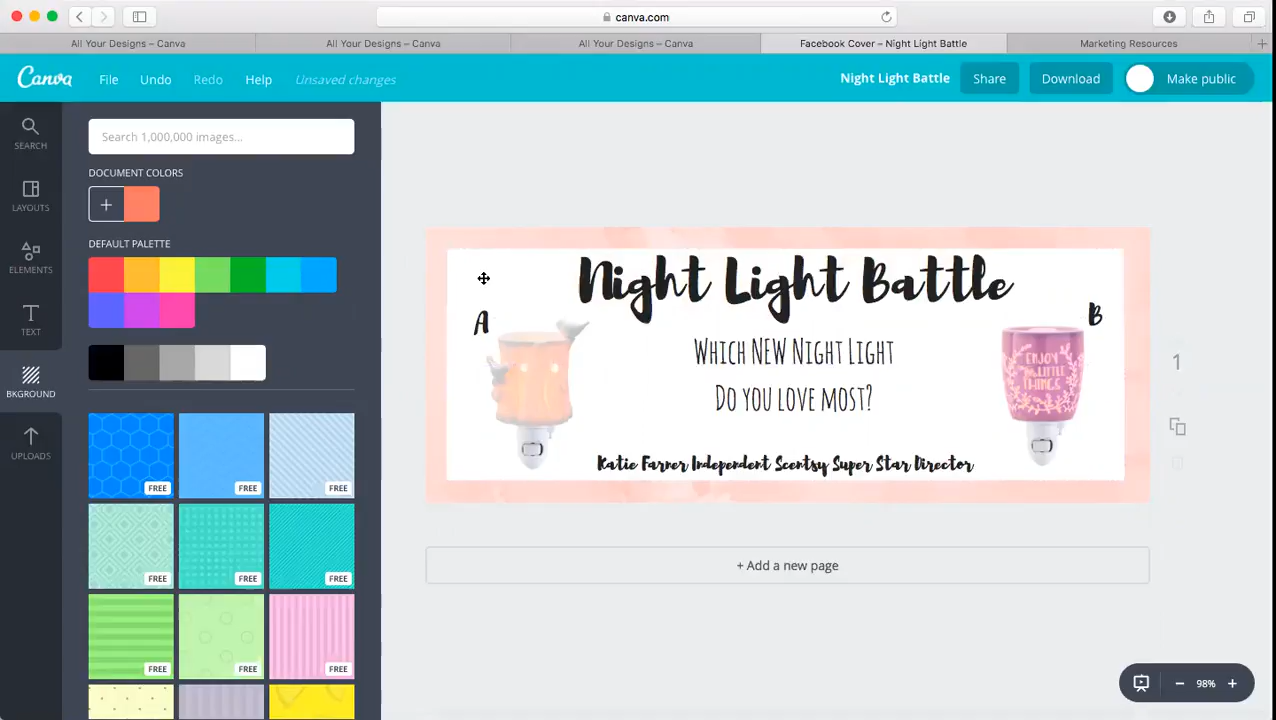 canva.com
All Your Designs – Canva
All Your Designs – Canva
All Your Designs – Canva
Facebook Cover – Night Light Battle
Marketing Resources
Canva
File
Undo
Redo
Help
Unsaved changes
Night Light Battle
Share
Download
Make public
SEARCH
LAYOUTS
ELEMENTS
TEXT
BKGROUND
UPLOADS
Search 1,000,000 images...
DOCUMENT COLORS
DEFAULT PALETTE
FREE
FREE
FREE
FREE
FREE
FREE
FREE
FREE
FREE
Night Light Battle
A
B
Which NEW Night Light
Do you love most?
ENJOY
the LITTLE
THINGS
Katie Farner Independent Scentsy Super Star Director
1
+ Add a new page
98%